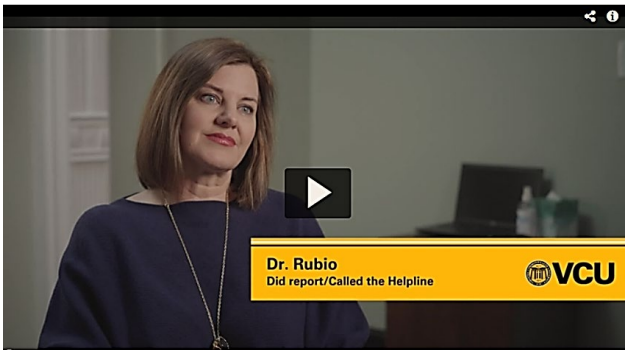 Dr. Rubio
Did report/Called the Helpline
VCU